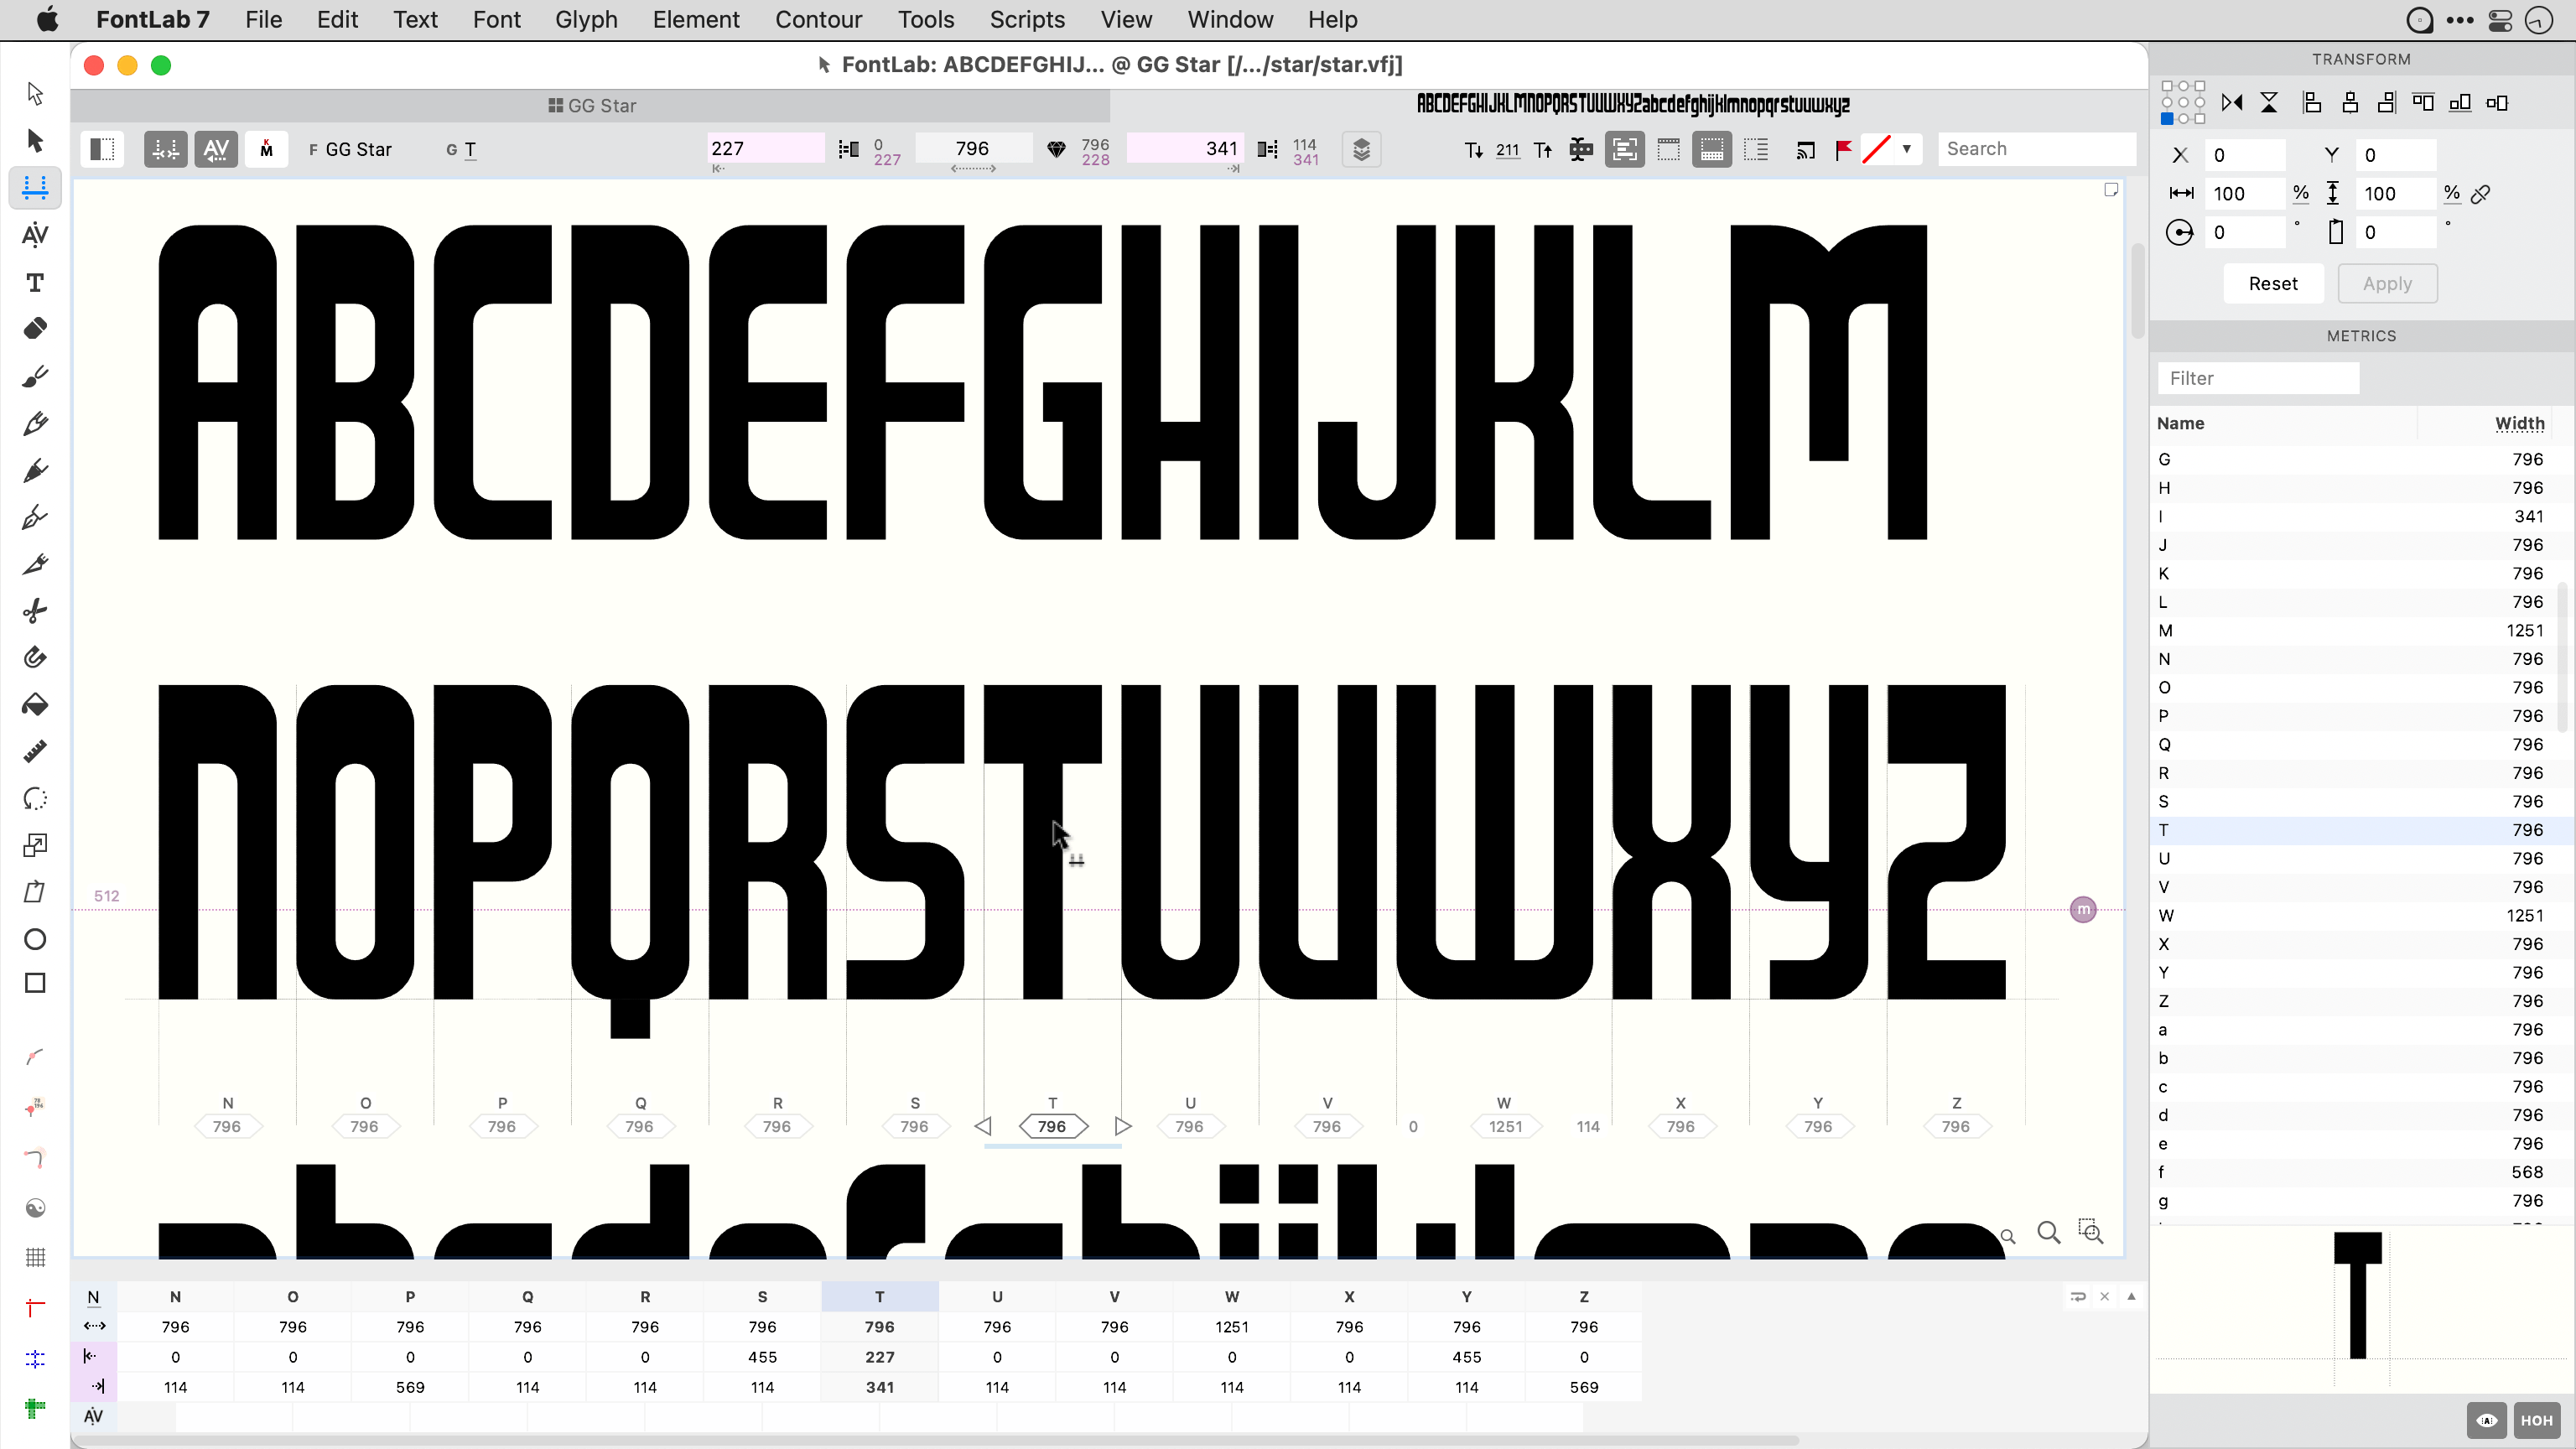 FontLab 7 File Edit Text Font Glyph Element Contour Tools Scripts View Window Help
FontLab: ABCDEFGHIJ... @ GG Star [/.../star/star.vfj]
GG Star
ABCDEFGHIJKLMNOPQRSTUVWXYZabcdefghijklmnopqrstuvwxyz
F GG Star G T 227 0 227 796 796 228 341 114 341 211 Search
ABCDEFGHIJKLM
NOPQRSTUVWXYZ
512
m
N O P Q R S T U V W X Y Z
796 796 796 796 796 796 796 796 796 0 1251 114 796 796 796
N N O P Q R S T U V W X Y Z
796 796 796 796 796 796 796 796 796 1251 796 796 796
0 0 0 0 0 455 227 0 0 0 0 455 0
114 114 569 114 114 114 341 114 114 114 114 114 569
AV
TRANSFORM
X 0 Y 0
100 % 100 %
0 ° 0 °
Reset Apply
METRICS
Filter
Name Width
G 796
H 796
I 341
J 796
K 796
L 796
M 1251
N 796
O 796
P 796
Q 796
R 796
S 796
T 796
U 796
V 796
W 1251
X 796
Y 796
Z 796
a 796
b 796
c 796
d 796
e 796
f 568
g 796
T
HOH